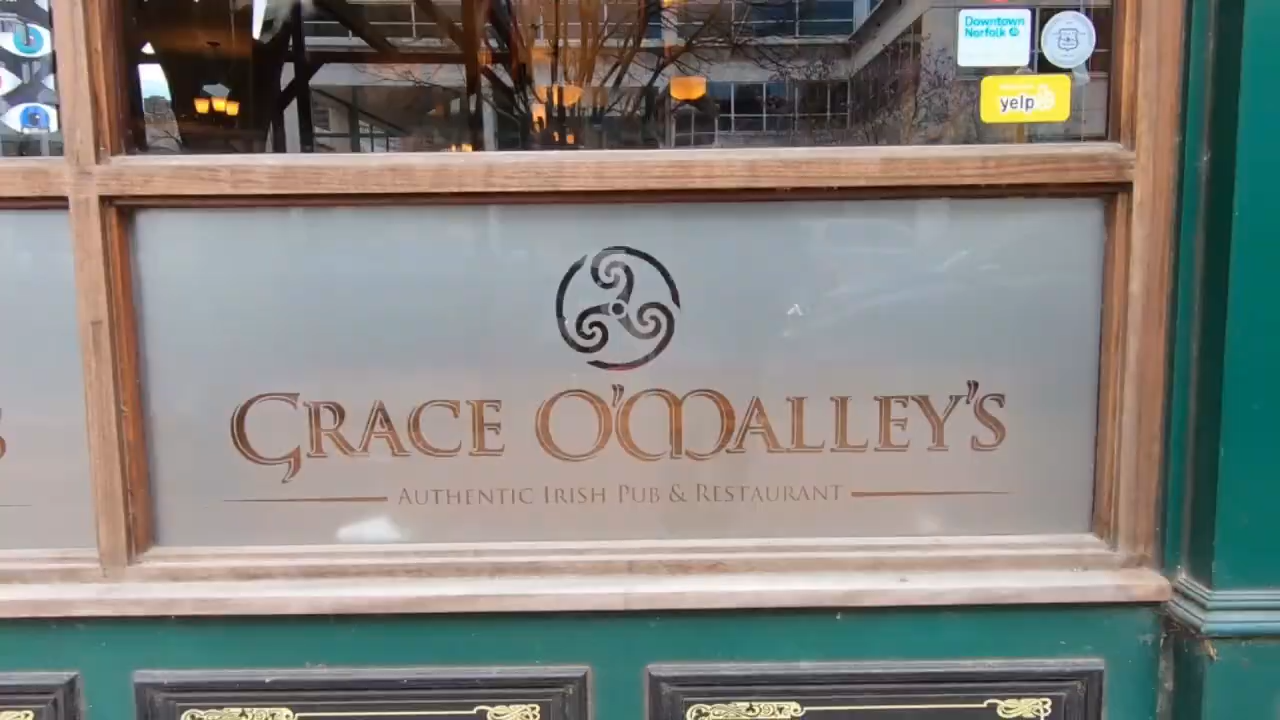 Downtown
Norfolk
yelp
GRACE O'MALLEY'S
AUTHENTIC IRISH PUB & RESTAURANT
S